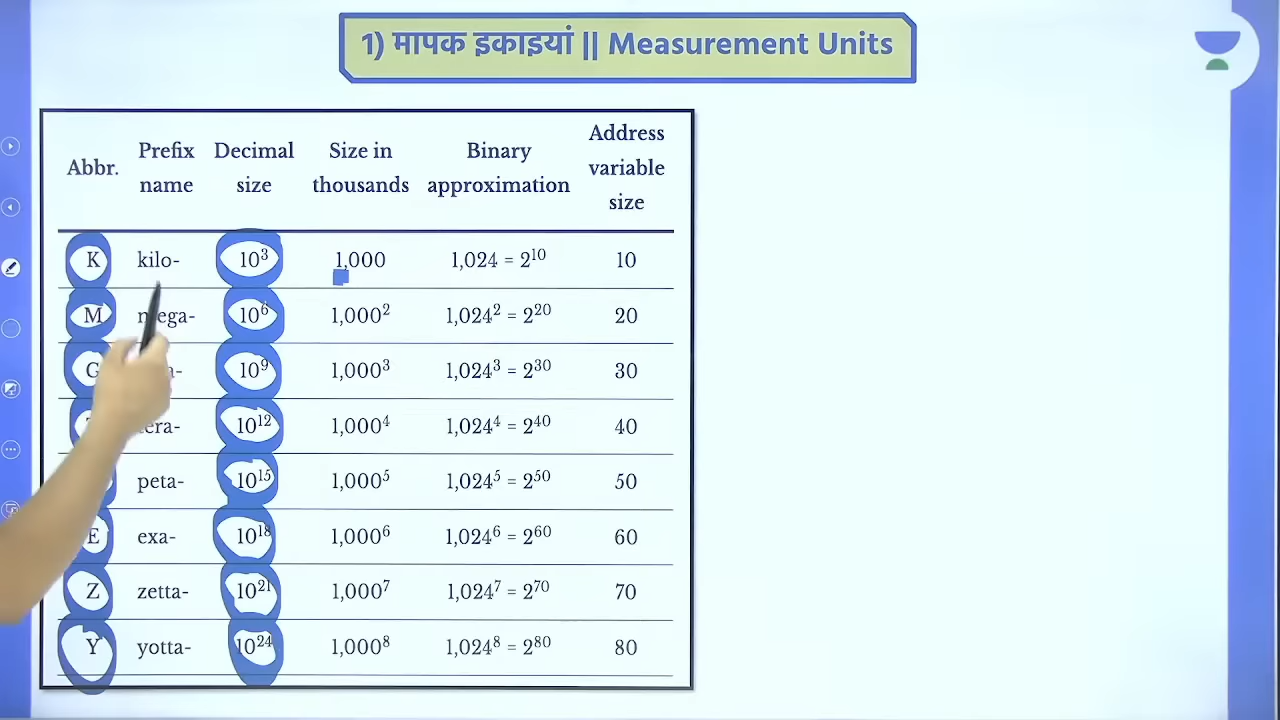 1) मापक इकाइयां || Measurement Units
Abbr. Prefix name Decimal size Size in thousands Binary approximation Address variable size
K kilo- 10³ 1,000 1,024 = 2¹⁰ 10
M mega- 10⁶ 1,000² 1,024² = 2²⁰ 20
G 10⁹ 1,000³ 1,024³ = 2³⁰ 30
tera- 10¹² 1,000⁴ 1,024⁴ = 2⁴⁰ 40
peta- 10¹⁵ 1,000⁵ 1,024⁵ = 2⁵⁰ 50
E exa- 10¹⁸ 1,000⁶ 1,024⁶ = 2⁶⁰ 60
Z zetta- 10²¹ 1,000⁷ 1,024⁷ = 2⁷⁰ 70
Y yotta- 10²⁴ 1,000⁸ 1,024⁸ = 2⁸⁰ 80